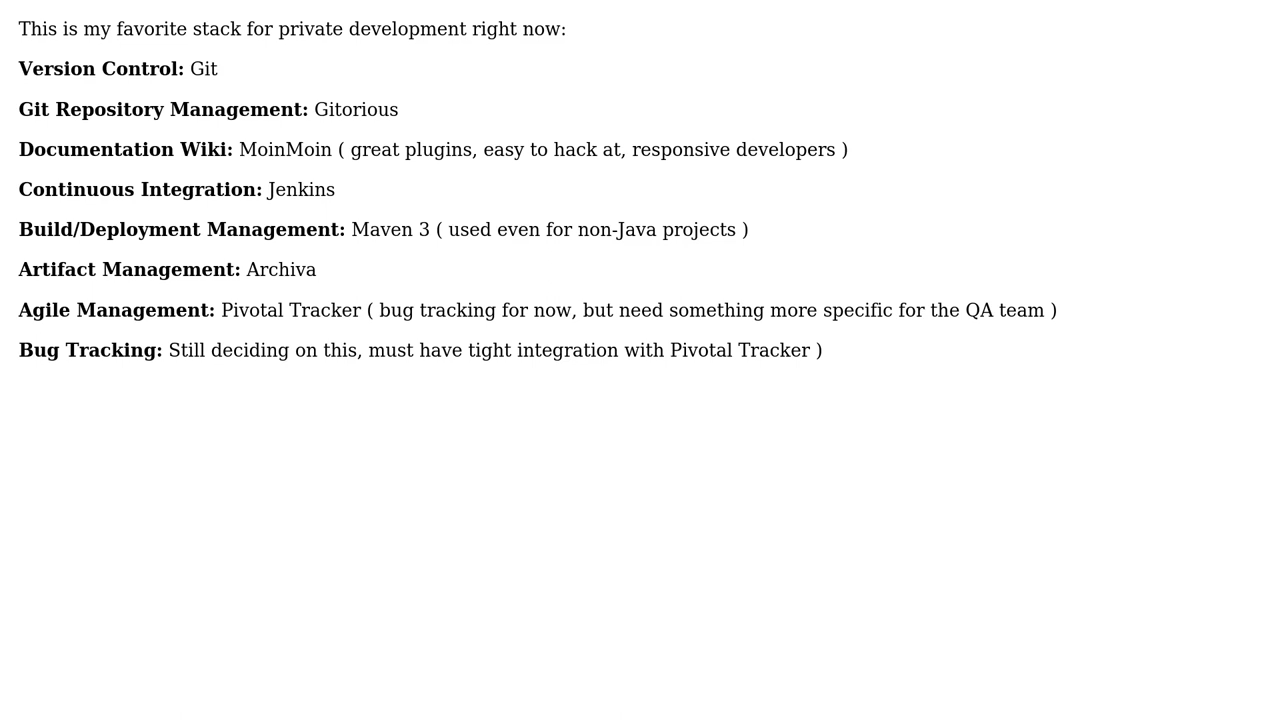 This is my favorite stack for private development right now:
Version Control: Git
Git Repository Management: Gitorious
Documentation Wiki: MoinMoin ( great plugins, easy to hack at, responsive developers )
Continuous Integration: Jenkins
Build/Deployment Management: Maven 3 ( used even for non-Java projects )
Artifact Management: Archiva
Agile Management: Pivotal Tracker ( bug tracking for now, but need something more specific for the QA team )
Bug Tracking: Still deciding on this, must have tight integration with Pivotal Tracker )